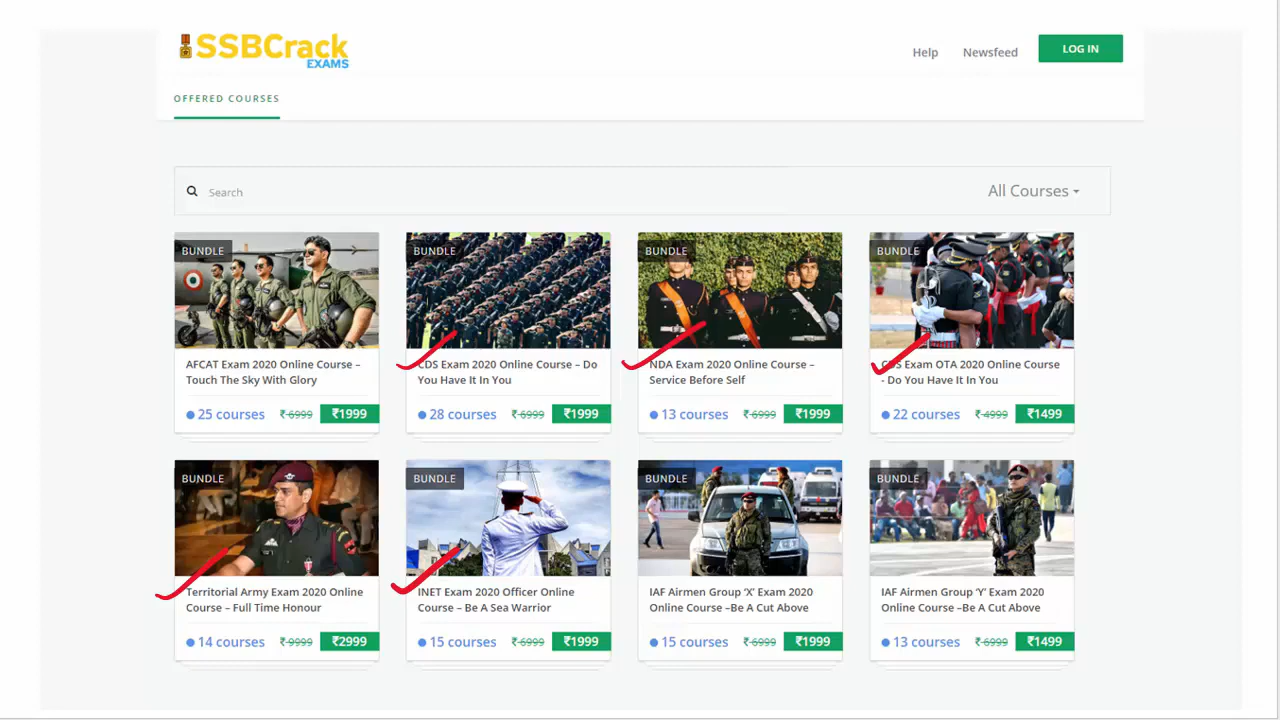 SSBCrack
EXAMS
Help
Newsfeed
LOG IN
OFFERED COURSES
Search
All Courses
BUNDLE
BUNDLE
BUNDLE
BUNDLE
AFCAT Exam 2020 Online Course –
Touch The Sky With Glory
CDS Exam 2020 Online Course – Do
You Have It In You
NDA Exam 2020 Online Course –
Service Before Self
CDS Exam OTA 2020 Online Course
- Do You Have It In You
25 courses ₹ 6999 ₹1999
28 courses ₹ 6999 ₹1999
13 courses ₹ 6999 ₹1999
22 courses ₹ 4999 ₹1499
BUNDLE
BUNDLE
BUNDLE
BUNDLE
Territorial Army Exam 2020 Online
Course – Full Time Honour
INET Exam 2020 Officer Online
Course – Be A Sea Warrior
IAF Airmen Group ‘X’ Exam 2020
Online Course –Be A Cut Above
IAF Airmen Group ‘Y’ Exam 2020
Online Course –Be A Cut Above
14 courses ₹ 9999 ₹2999
15 courses ₹ 6999 ₹1999
15 courses ₹ 6999 ₹1999
13 courses ₹ 6999 ₹1499